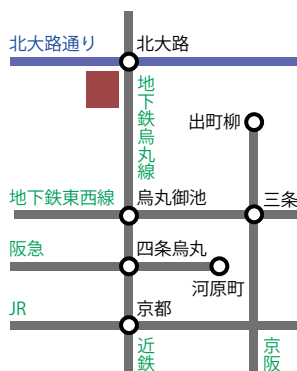 北大路通り
北大路
地下鉄烏丸線
出町柳
地下鉄東西線
烏丸御池
三条
阪急
四条烏丸
河原町
JR
京都
近鉄
京阪